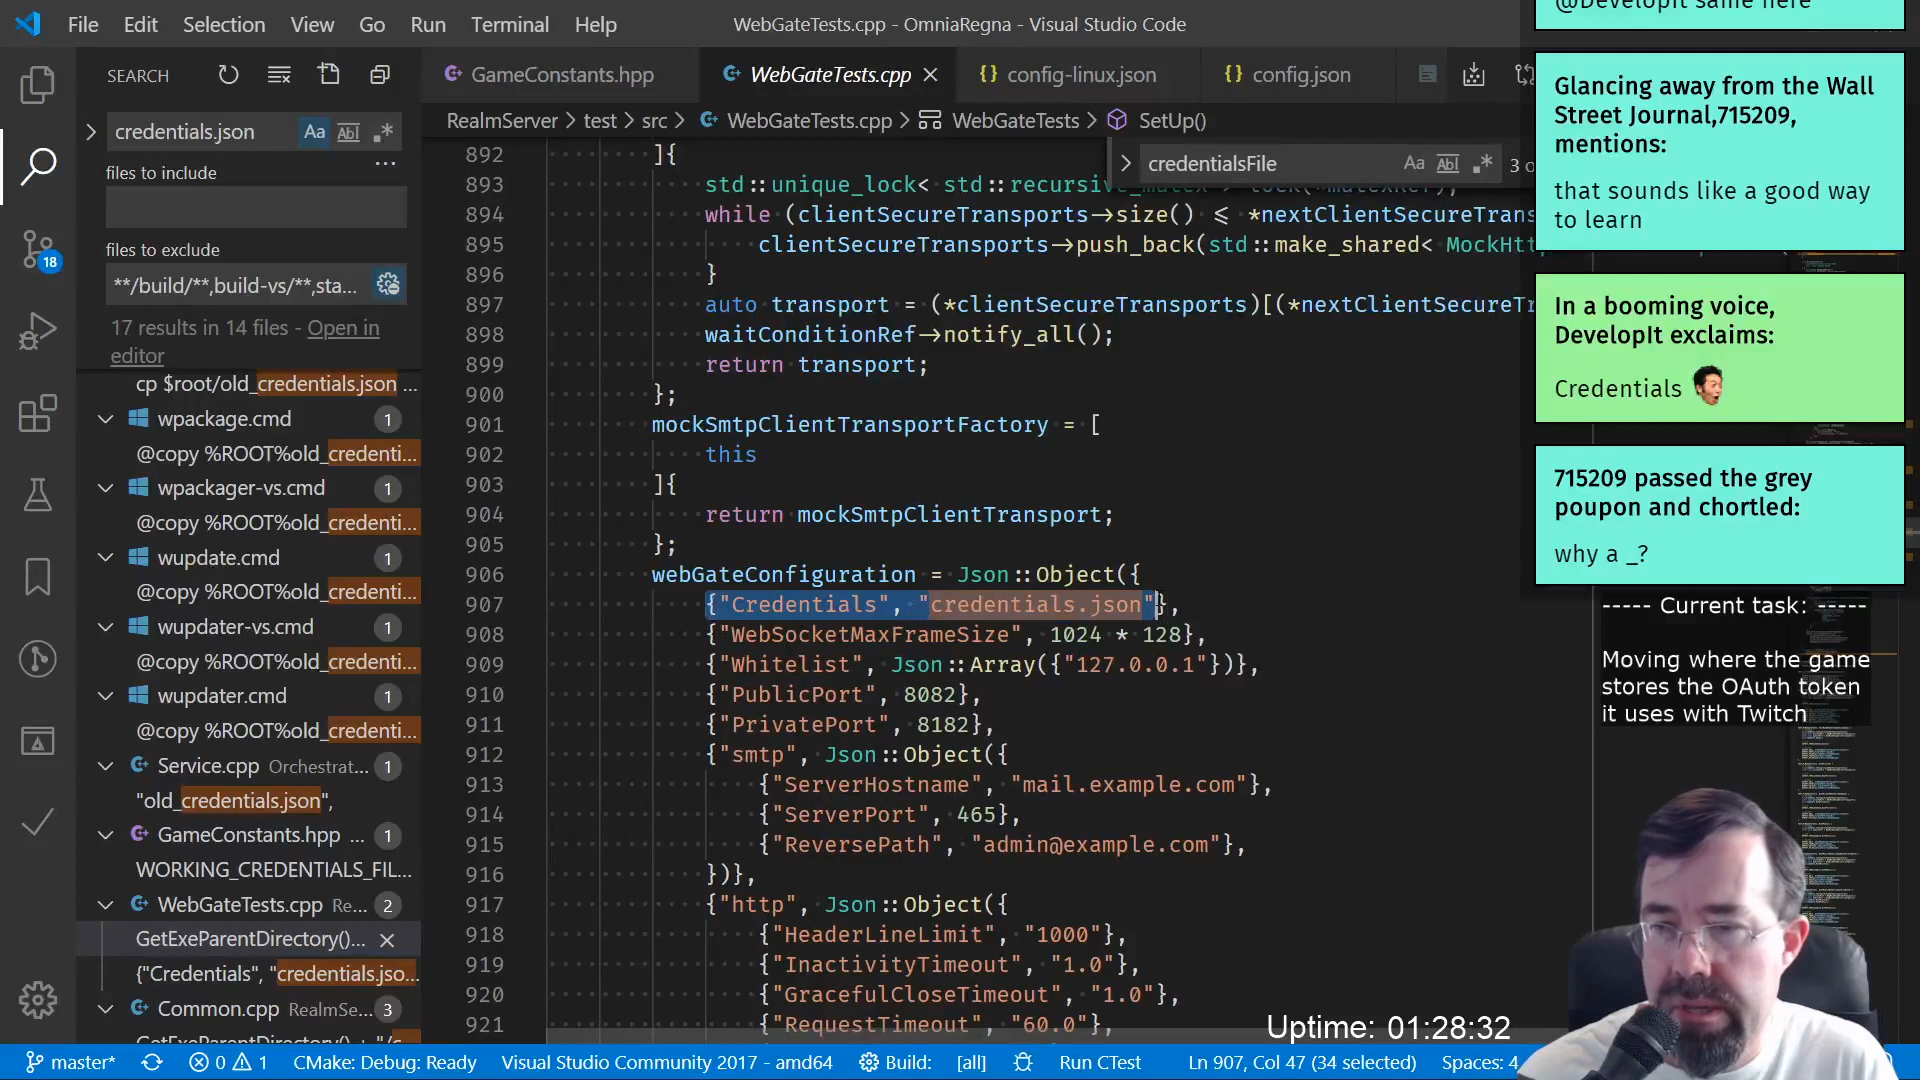 File Edit Selection View Go Run Terminal Help
WebGateTests.cpp - OmniaRegna - Visual Studio Code
SEARCH
credentials.json
files to include
files to exclude
**/build/**,build-vs/**,sta...
17 results in 14 files - Open in
editor
cp $root/old_credentials.json ...
wpackage.cmd 1
@copy %ROOT%old_credenti...
wpackager-vs.cmd 1
@copy %ROOT%old_credenti...
wupdate.cmd 1
@copy %ROOT%old_credenti...
wupdater-vs.cmd 1
@copy %ROOT%old_credenti...
wupdater.cmd 1
@copy %ROOT%old_credenti...
Service.cpp Orchestrat... 1
"old_credentials.json",
GameConstants.hpp ... 1
WORKING_CREDENTIALS_FIL...
WebGateTests.cpp Re... 2
GetExeParentDirectory()...
{"Credentials", "credentials.jso...
Common.cpp RealmSe... 3
18
GameConstants.hpp
WebGateTests.cpp
config-linux.json
config.json
RealmServer > test > src > WebGateTests.cpp > WebGateTests > SetUp()
credentialsFile
3 o
892 ]{
893 std::unique_lock< std::recursive_mutex > lock(*mutexRef);
894 while (clientSecureTransports->size() <= *nextClientSecureTrans
895 clientSecureTransports->push_back(std::make_shared< MockHtt
896 }
897 auto transport = (*clientSecureTransports)[(*nextClientSecureTr
898 waitConditionRef->notify_all();
899 return transport;
900 };
901 mockSmtpClientTransportFactory = [
902 this
903 ]{
904 return mockSmtpClientTransport;
905 };
906 webGateConfiguration = Json::Object({
907 {"Credentials", "credentials.json"},
908 {"WebSocketMaxFrameSize", 1024 * 128},
909 {"Whitelist", Json::Array({"127.0.0.1"})},
910 {"PublicPort", 8082},
911 {"PrivatePort", 8182},
912 {"smtp", Json::Object({
913 {"ServerHostname", "mail.example.com"},
914 {"ServerPort", 465},
915 {"ReversePath", "admin@example.com"},
916 })},
917 {"http", Json::Object({
918 {"HeaderLineLimit", "1000"},
919 {"InactivityTimeout", "1.0"},
920 {"GracefulCloseTimeout", "1.0"},
921 {"RequestTimeout", "60.0"},
@DevelopIt same here
Glancing away from the Wall
Street Journal,715209,
mentions:
that sounds like a good way
to learn
In a booming voice,
DevelopIt exclaims:
Credentials
715209 passed the grey
poupon and chortled:
why a _?
----- Current task: -----
Moving where the game
stores the OAuth token
it uses with Twitch
Uptime: 01:28:32
master* 0 1 CMake: Debug: Ready Visual Studio Community 2017 - amd64 Build: [all] Run CTest Ln 907, Col 47 (34 selected) Spaces: 4